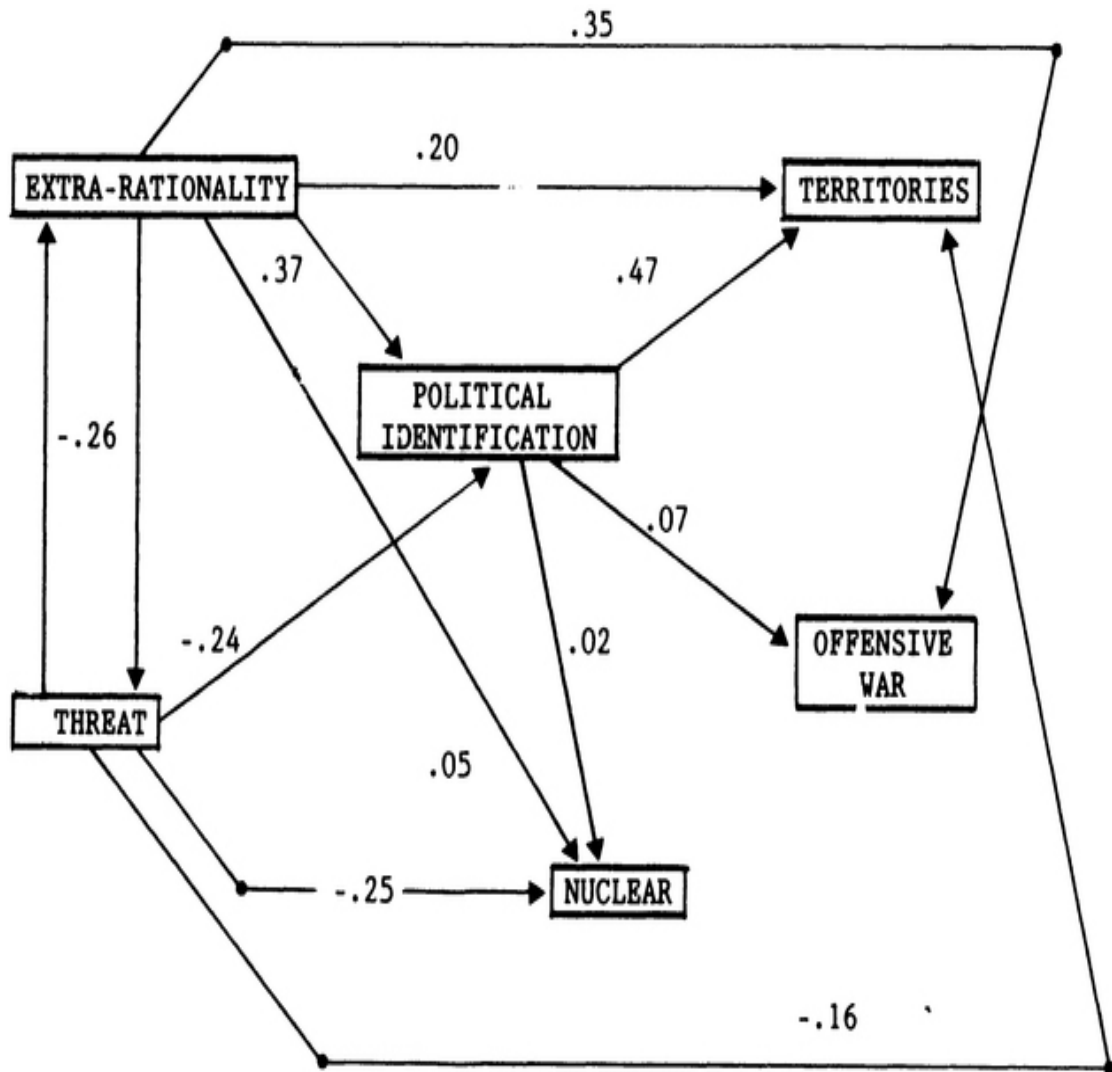 .35
.20
EXTRA-RATIONALITY
TERRITORIES
.37
.47
POLITICAL
IDENTIFICATION
-.26
.07
-.24
.02
OFFENSIVE
WAR
THREAT
.05
-.25
NUCLEAR
-.16